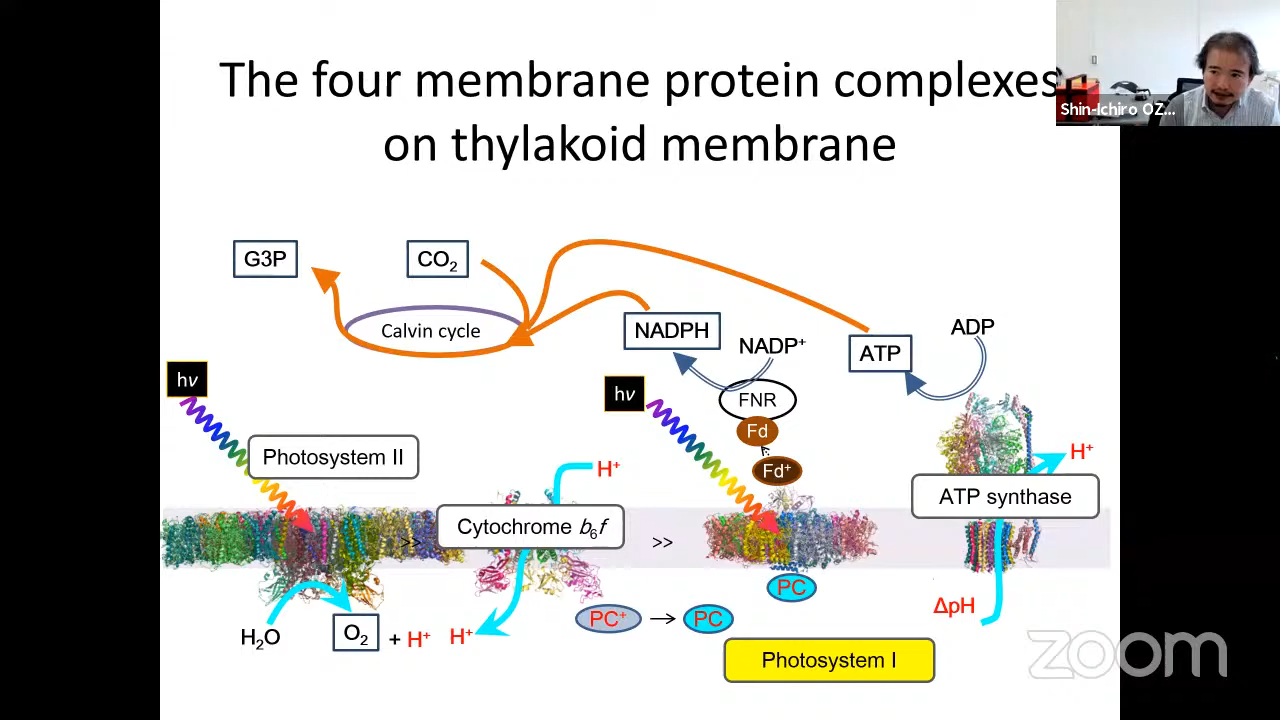 The four membrane protein complexes
on thylakoid membrane
Shin-Ichiro OZ...
G3P
CO₂
Calvin cycle
NADPH
NADP⁺
ATP
ADP
hν
hν
FNR
Fd
Fd⁺
Photosystem II
H⁺
H⁺
ATP synthase
Cytochrome b₆f
>>
>>
PC
ΔpH
PC⁺
PC
H₂O
O₂
+ H⁺
H⁺
Photosystem I
zoom